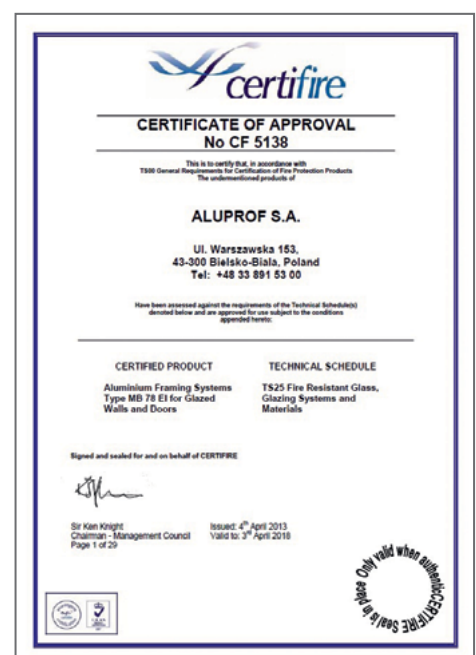 certifire
CERTIFICATE OF APPROVAL
No CF 5138
This is to certify that, in accordance with
TS00 General Requirements for Certification of Fire Protection Products
The undermentioned products of
ALUPROF S.A.
Ul. Warszawska 153,
43-300 Bielsko-Biala, Poland
Tel: +48 33 891 53 00
Have been assessed against the requirements of the Technical Schedule(s)
denoted below and are approved for use subject to the conditions
appended hereto:
CERTIFIED PRODUCT
Aluminium Framing Systems
Type MB 78 EI for Glazed
Walls and Doors
TECHNICAL SCHEDULE
TS25 Fire Resistant Glass,
Glazing Systems and
Materials
Signed and sealed for and on behalf of CERTIFIRE
Sir Ken Knight
Chairman - Management Council
Page 1 of 29
Issued: 4th April 2013
Valid to: 3rd April 2018
Only valid when authentic CERTIFIRE Seal is in place